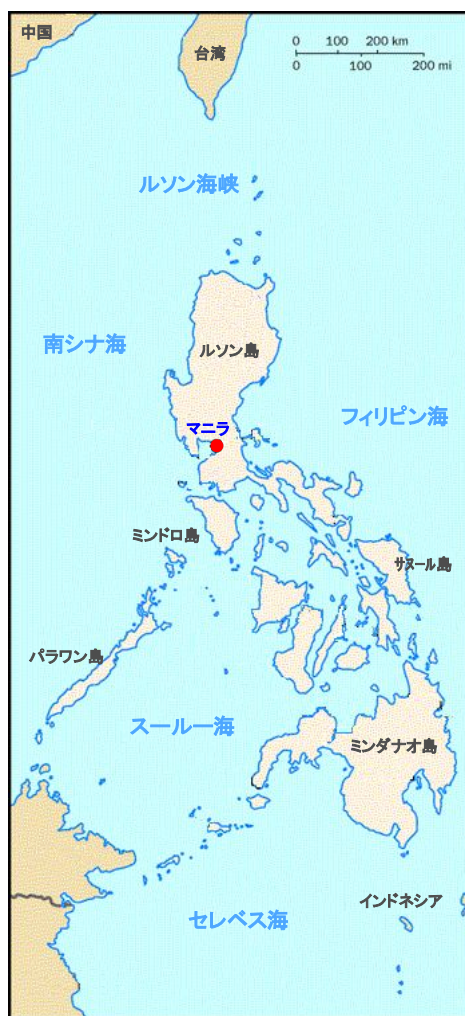 中国
台湾
0 100 200 km
0 100 200 mi
ルソン海峡
南シナ海
ルソン島
フィリピン海
マニラ
ミンドロ島
サヌール島
パラワン島
スールー海
ミンダナオ島
インドネシア
セレベス海